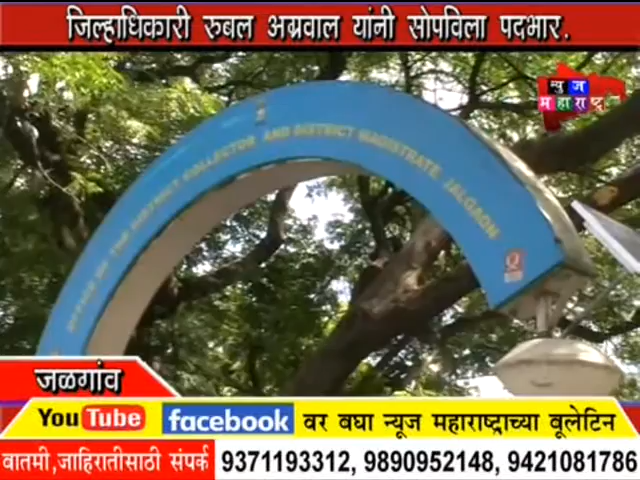 जिल्हाधिकारी रुबल अग्रवाल यांनी सोपविला पदभार.
न्युज
महाराष्ट्र
OFFICE OF THE DISTRICT COLLECTOR AND DISTRICT MAGISTRATE, JALGAON
जळगांव
YouTube facebook वर बघा न्यूज महाराष्ट्राच्या बूलेटिन
वातमी,जाहिरातीसाठी संपर्क 9371193312, 9890952148, 9421081786